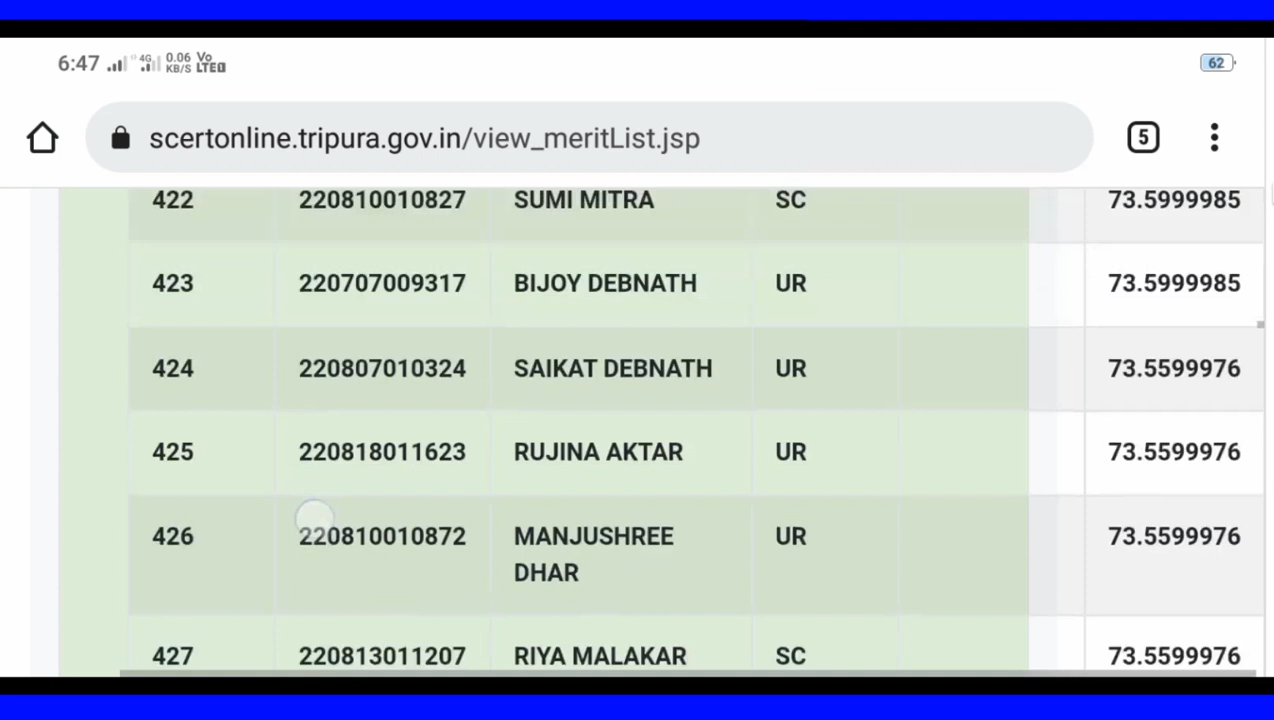 6:47 4G 0.06 KB/S Vo LTE 62
scertonline.tripura.gov.in/view_meritList.jsp 5
422 220810010827 SUMI MITRA SC 73.5999985
423 220707009317 BIJOY DEBNATH UR 73.5999985
424 220807010324 SAIKAT DEBNATH UR 73.5599976
425 220818011623 RUJINA AKTAR UR 73.5599976
426 220810010872 MANJUSHREE UR 73.5599976
DHAR
427 220813011207 RIYA MALAKAR SC 73.5599976